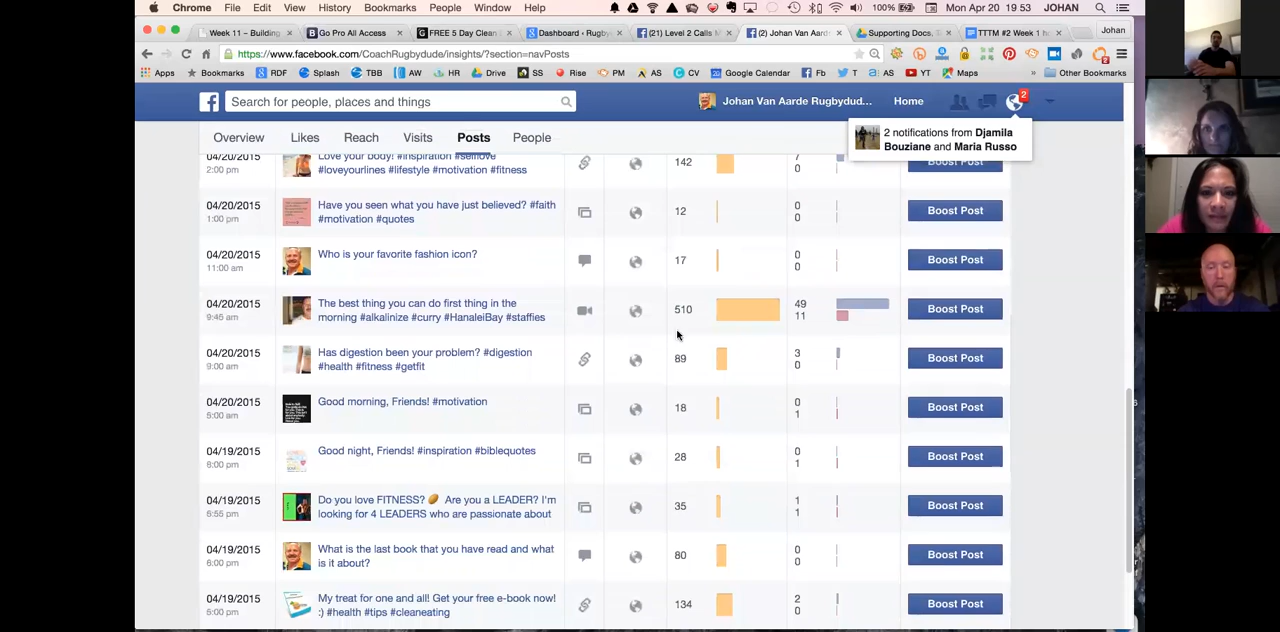 Chrome File Edit View History Bookmarks People Window Help 100% Mon Apr 20 19:53 JOHAN
Week 11 – Building Go Pro All Access FREE 5 Day Clean Dashboard · Rugby (21) Level 2 Calls (2) Johan Van Aard Supporting Docs. TTTM #2 Week 1 Johan
https://www.facebook.com/CoachRugbydude/insights/?section=navPosts
Apps Bookmarks RDF Splash TBB AW HR Drive SS Rise PM AS CV Google Calendar Fb T AS YT Maps » Other Bookmarks
Search for people, places and things Johan Van Aarde Rugbydud... Home 2
Overview Likes Reach Visits Posts People
2 notifications from Djamila
Bouziane and Maria Russo
04/20/2015 Love your body! #inspiration #selflove 142 7 Boost Post
2:00 pm #loveyourlines #lifestyle #motivation #fitness 0
04/20/2015 Have you seen what you have just believed? #faith 12 0 Boost Post
1:00 pm #motivation #quotes 0
04/20/2015 Who is your favorite fashion icon? 17 0 Boost Post
11:00 am 0
04/20/2015 The best thing you can do first thing in the 510 49 Boost Post
9:45 am morning #alkalinize #curry #HanaleiBay #staffies 11
04/20/2015 Has digestion been your problem? #digestion 89 3 Boost Post
9:00 am #health #fitness #getfit 0
04/20/2015 Good morning, Friends! #motivation 18 0 Boost Post
5:00 am 1
04/19/2015 Good night, Friends! #inspiration #biblequotes 28 0 Boost Post
8:00 pm 1
04/19/2015 Do you love FITNESS? 🏉 Are you a LEADER? I'm 35 1 Boost Post
6:55 pm looking for 4 LEADERS who are passionate about 1
04/19/2015 What is the last book that you have read and what 80 0 Boost Post
6:00 pm is it about? 0
04/19/2015 My treat for one and all! Get your free e-book now! 134 2 Boost Post
5:00 pm :) #health #tips #cleaneating 0